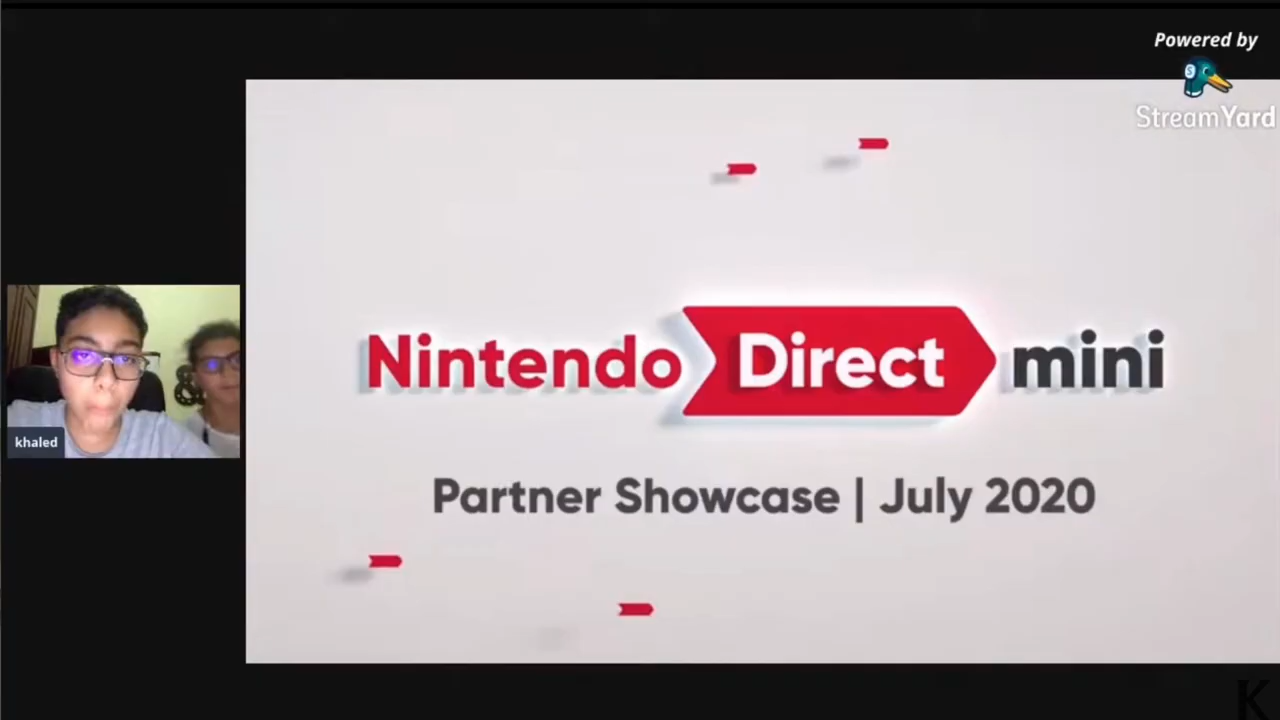 Powered by
StreamYard
Nintendo Direct mini
Partner Showcase | July 2020
khaled
K